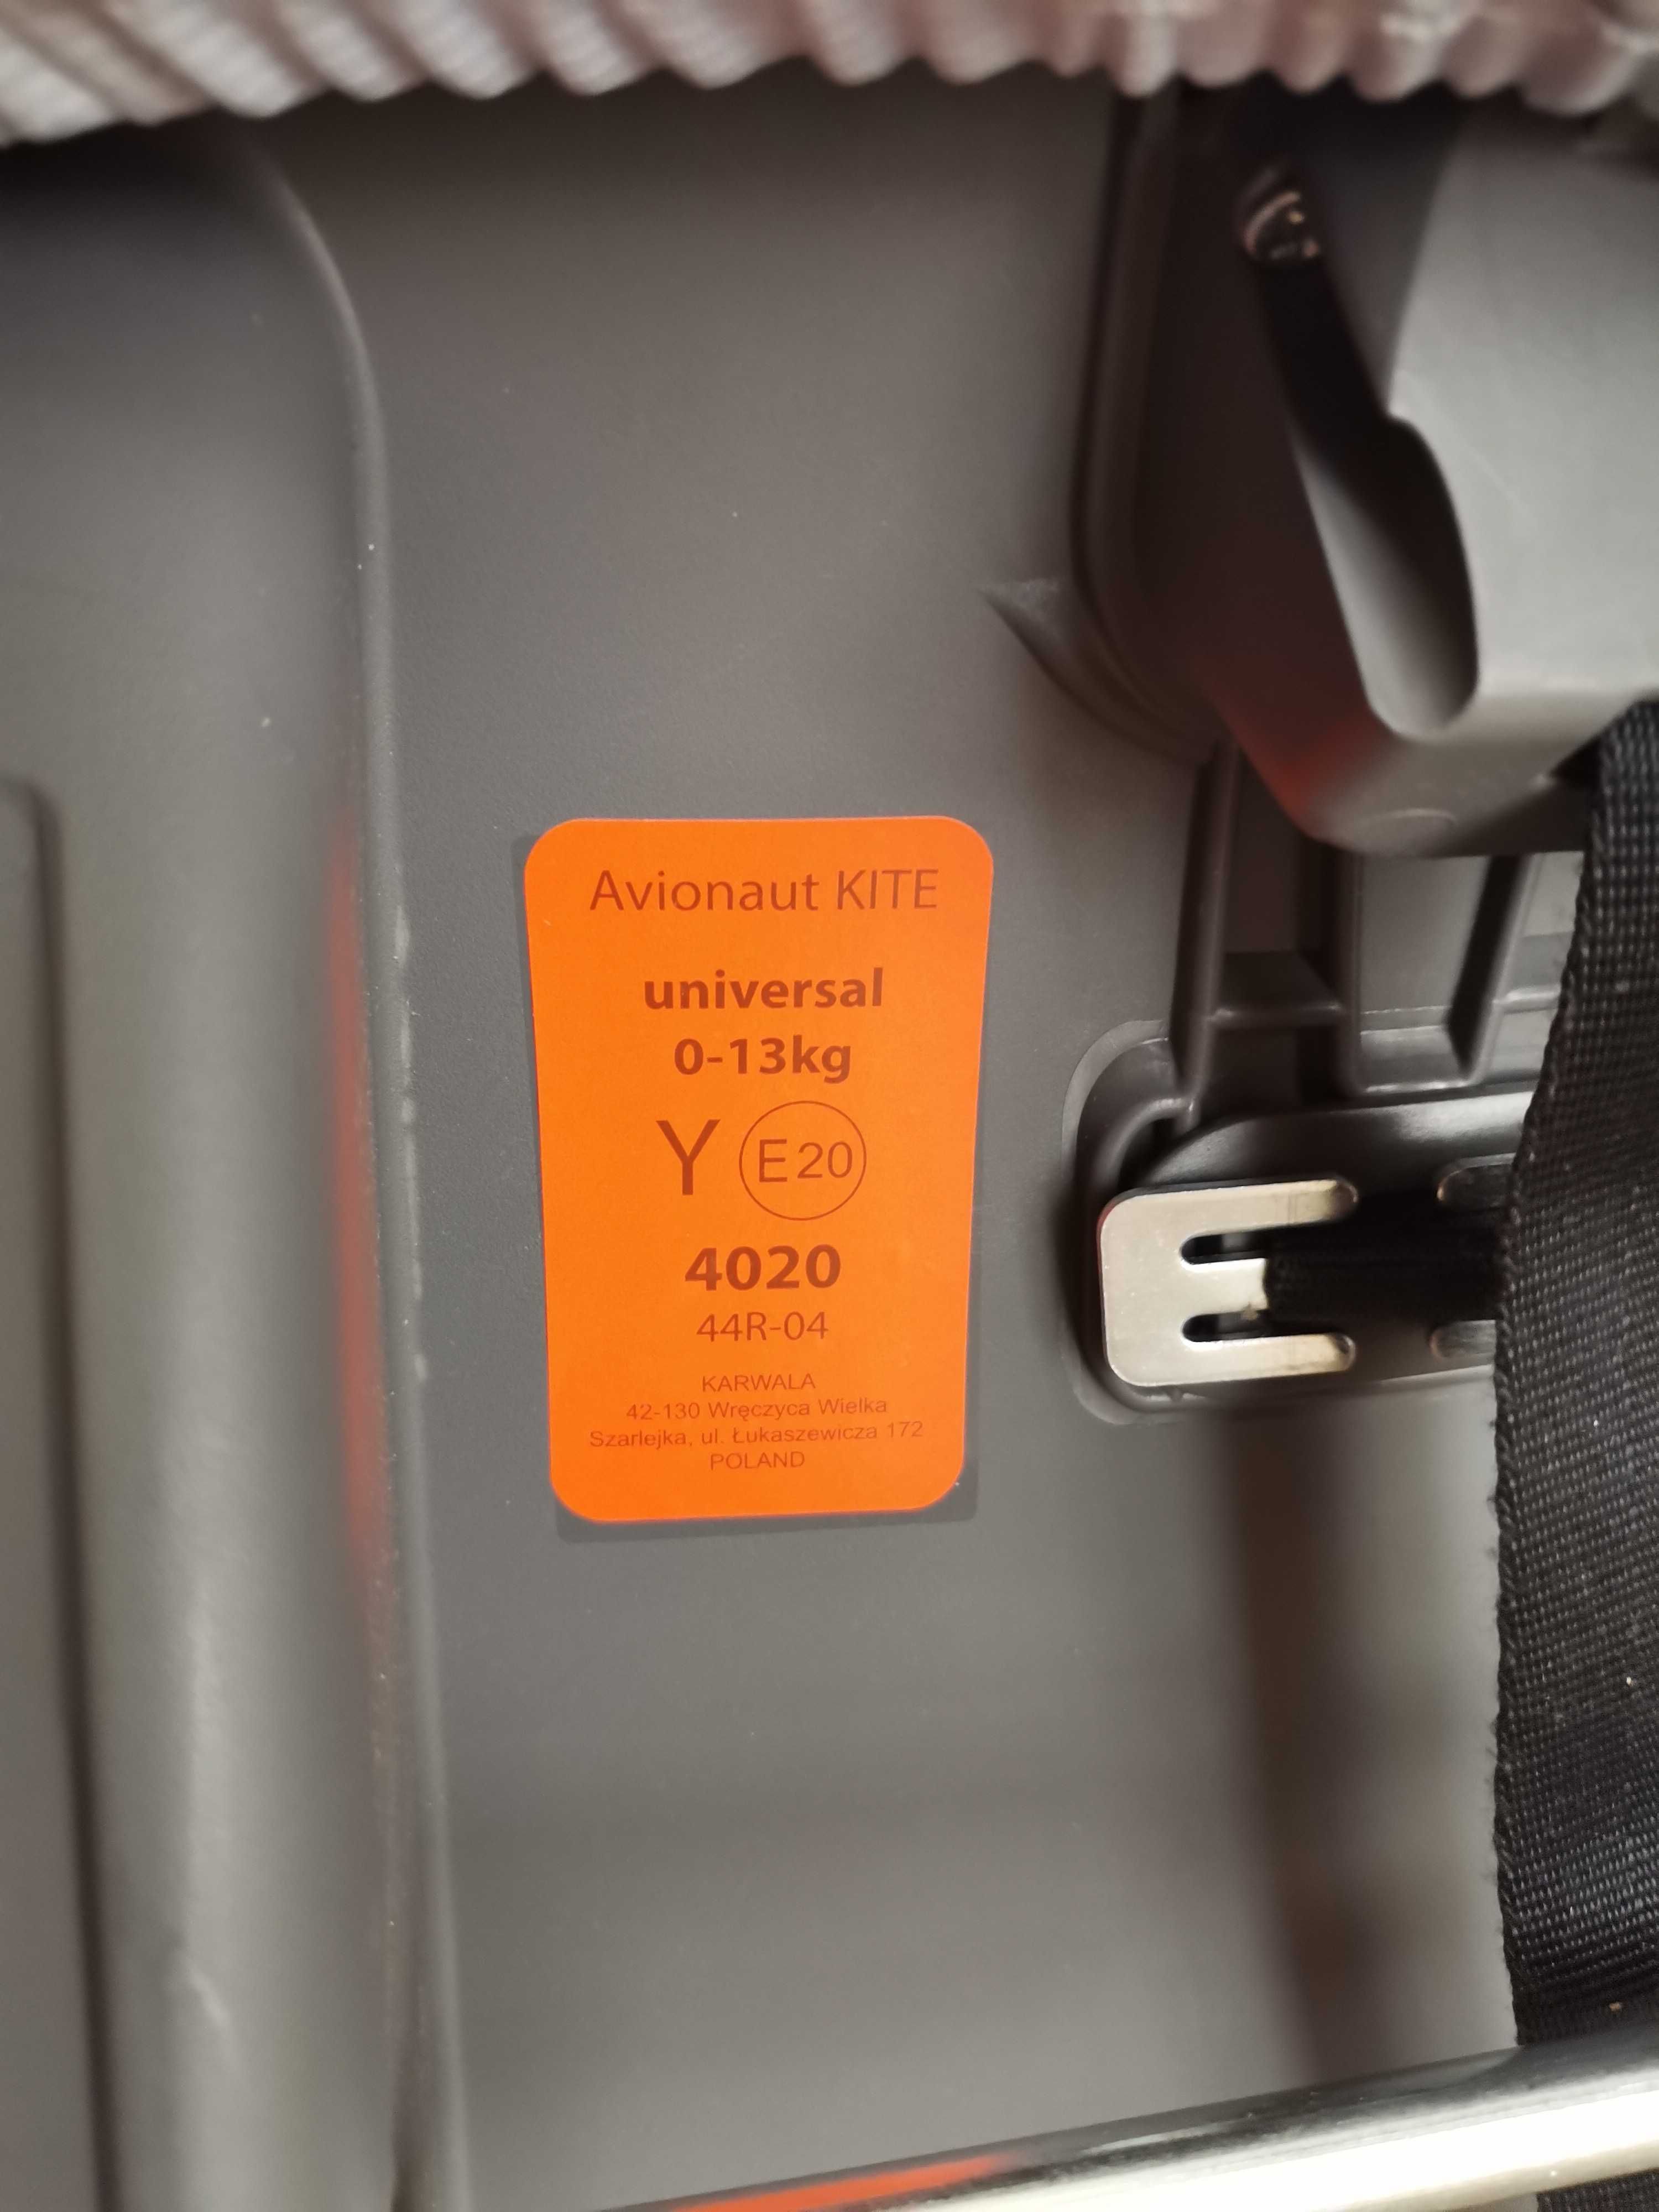 Avionaut KITE
universal
0-13kg
Y E20
4020
44R-04
KARWALA
42-130 Wręczyca Wielka
Szarlejka, ul. Łukaszewicza 172
POLAND